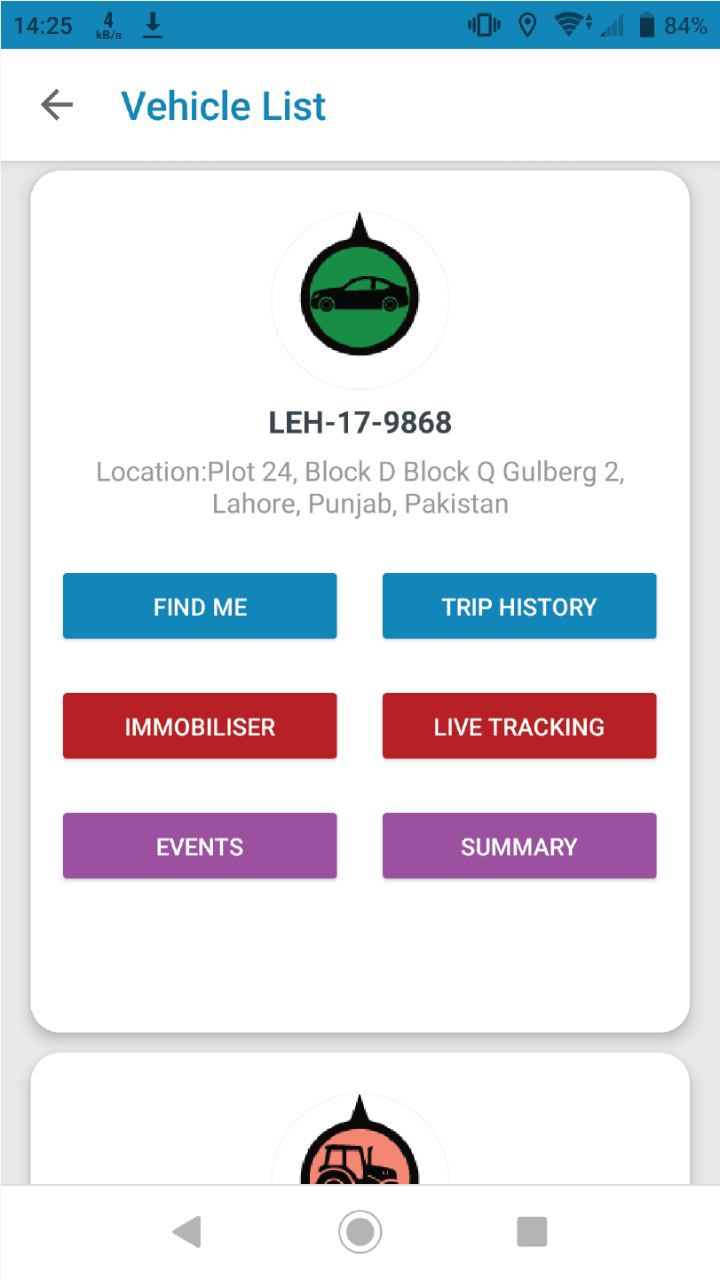 14:25
4
kB/s
84%
Vehicle List
LEH-17-9868
Location:Plot 24, Block D Block Q Gulberg 2,
Lahore, Punjab, Pakistan
FIND ME
TRIP HISTORY
IMMOBILISER
LIVE TRACKING
EVENTS
SUMMARY